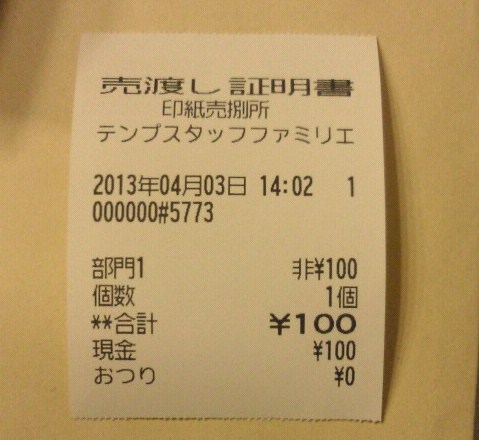 売渡し証明書
印紙売捌所
テンプスタッフファミリエ
2013年04月03日 14:02 1
000000#5773
部門1 非¥100
個数 1個
**合計 ¥100
現金 ¥100
おつり ¥0